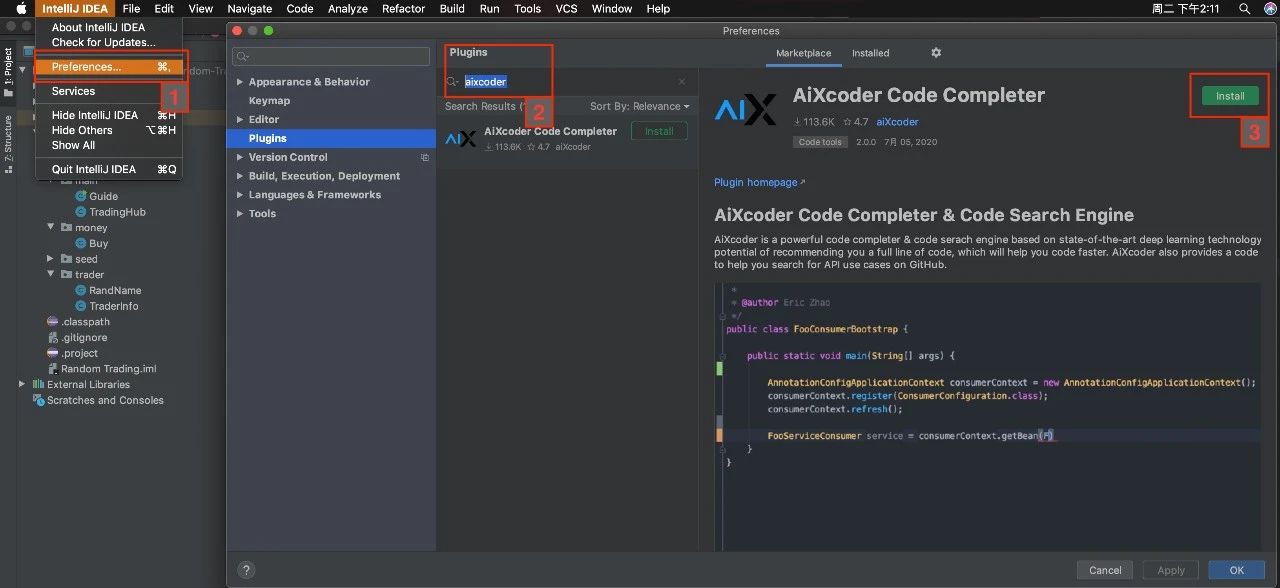 IntelliJ IDEA File Edit View Navigate Code Analyze Refactor Build Run Tools VCS Window Help 周二 下午2:11
About IntelliJ IDEA
Check for Updates...
Preferences... ⌘,
1
Services
Hide IntelliJ IDEA ⌘H
Hide Others ⌥⌘H
Show All
Quit IntelliJ IDEA ⌘Q
1: Project
7: Structure
main
Guide
TradingHub
money
Buy
seed
trader
RandName
TraderInfo
.classpath
.gitignore
.project
Random Trading.iml
External Libraries
Scratches and Consoles
Preferences
Appearance & Behavior
Keymap
Editor
Plugins
Version Control
Build, Execution, Deployment
Languages & Frameworks
Tools
Plugins
Marketplace Installed
aixcoder
2
Search Results Sort By: Relevance
AiXcoder Code Completer Install
113.6K 4.7 aiXcoder
AIX
AiXcoder Code Completer
113.6K 4.7 aiXcoder
Code tools 2.0.0 7月 05, 2020
Install
3
Plugin homepage
AiXcoder Code Completer & Code Search Engine
AiXcoder is a powerful code completer & code serach engine based on state-of-the-art deep learning technology
potential of recommending you a full line of code, which will help you code faster. AiXcoder also provides a code
to help you search for API use cases on GitHub.
*
* @author Eric Zhao
*/
public class FooConsumerBootstrap {
public static void main(String[] args) {
AnnotationConfigApplicationContext consumerContext = new AnnotationConfigApplicationContext();
consumerContext.register(ConsumerConfiguration.class);
consumerContext.refresh();
FooServiceConsumer service = consumerContext.getBean(F)
}
}
?
Cancel Apply OK